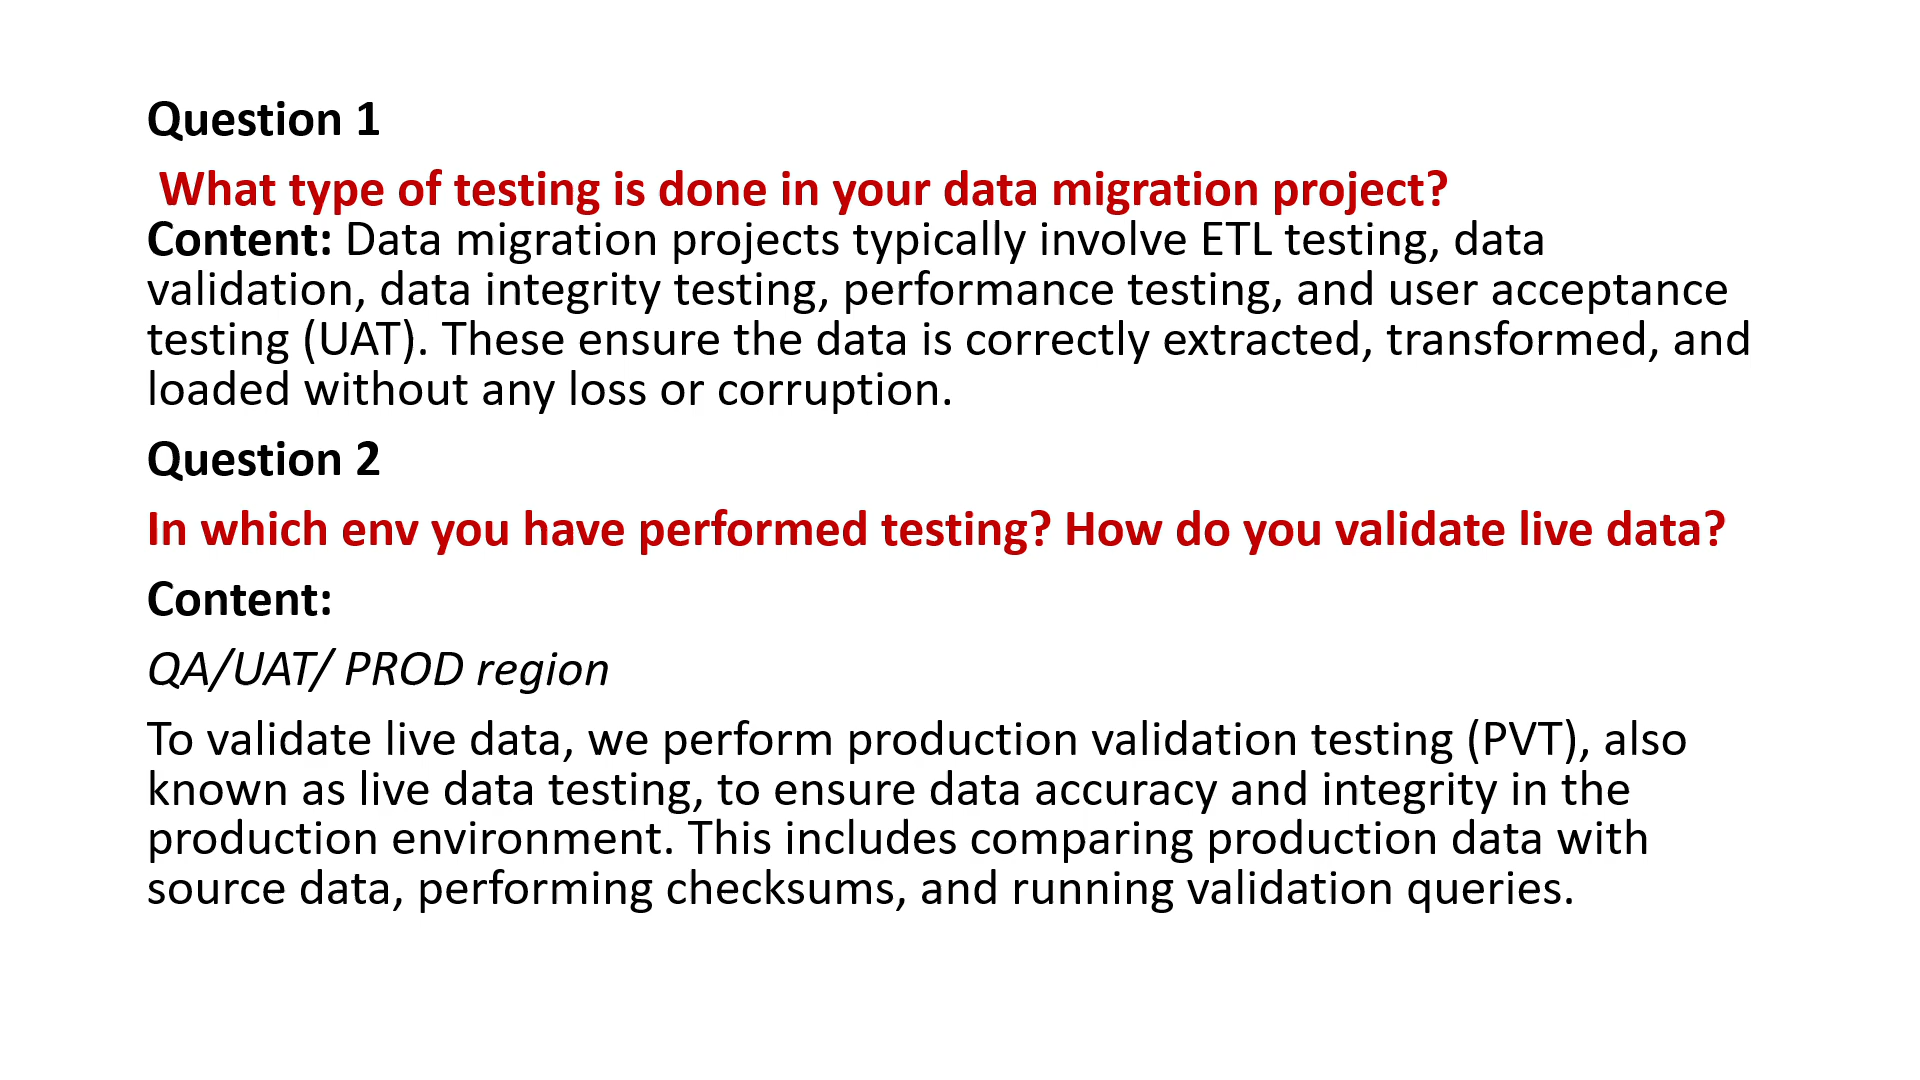 Question 1
What type of testing is done in your data migration project?
Content: Data migration projects typically involve ETL testing, data
validation, data integrity testing, performance testing, and user acceptance
testing (UAT). These ensure the data is correctly extracted, transformed, and
loaded without any loss or corruption.
Question 2
In which env you have performed testing? How do you validate live data?
Content:
QA/UAT/ PROD region
To validate live data, we perform production validation testing (PVT), also
known as live data testing, to ensure data accuracy and integrity in the
production environment. This includes comparing production data with
source data, performing checksums, and running validation queries.